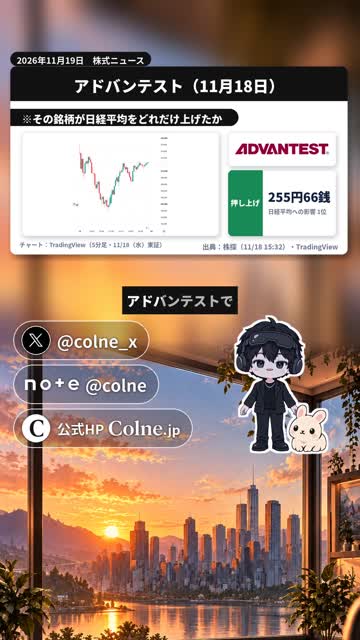 2026年11月19日　株式ニュース
アドバンテスト（11月18日）
※その銘柄が日経平均をどれだけ上げたか
ADVANTEST
押し上げ
255円66銭
日経平均への影響 1位
チャート：TradingView（5分足・11/18（水）東証）
出典：株探（11/18 15:32）・TradingView
アドバンテストで
@colne_x
note @colne
C 公式HP Colne.jp